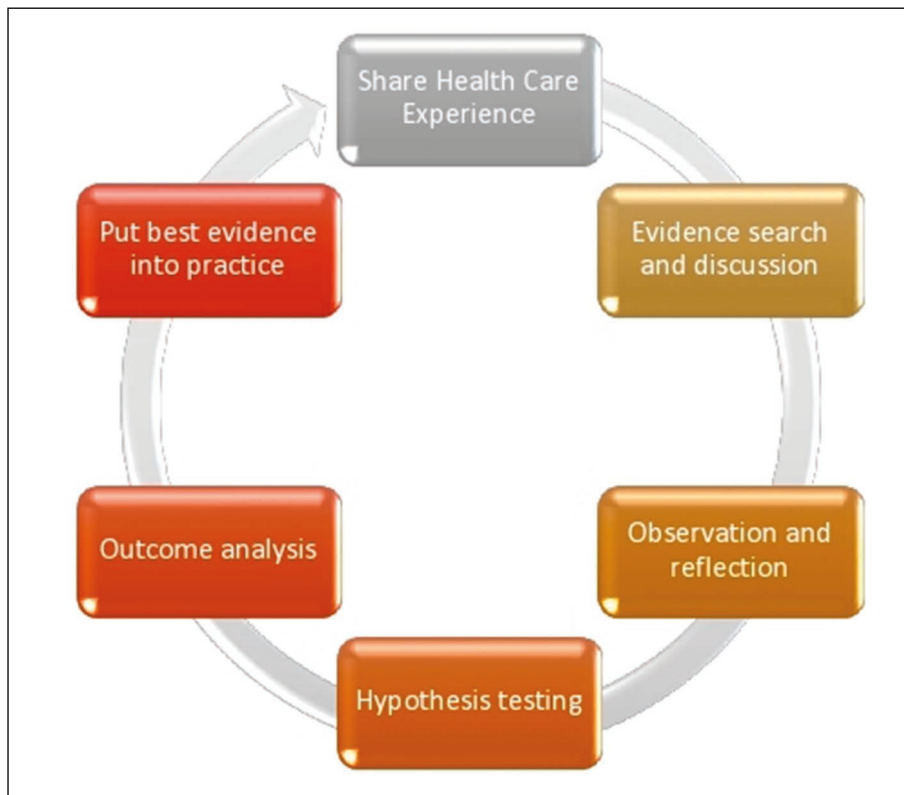 Share Health Care
Experience
Evidence search
and discussion
Observation and
reflection
Hypothesis testing
Outcome analysis
Put best evidence
into practice